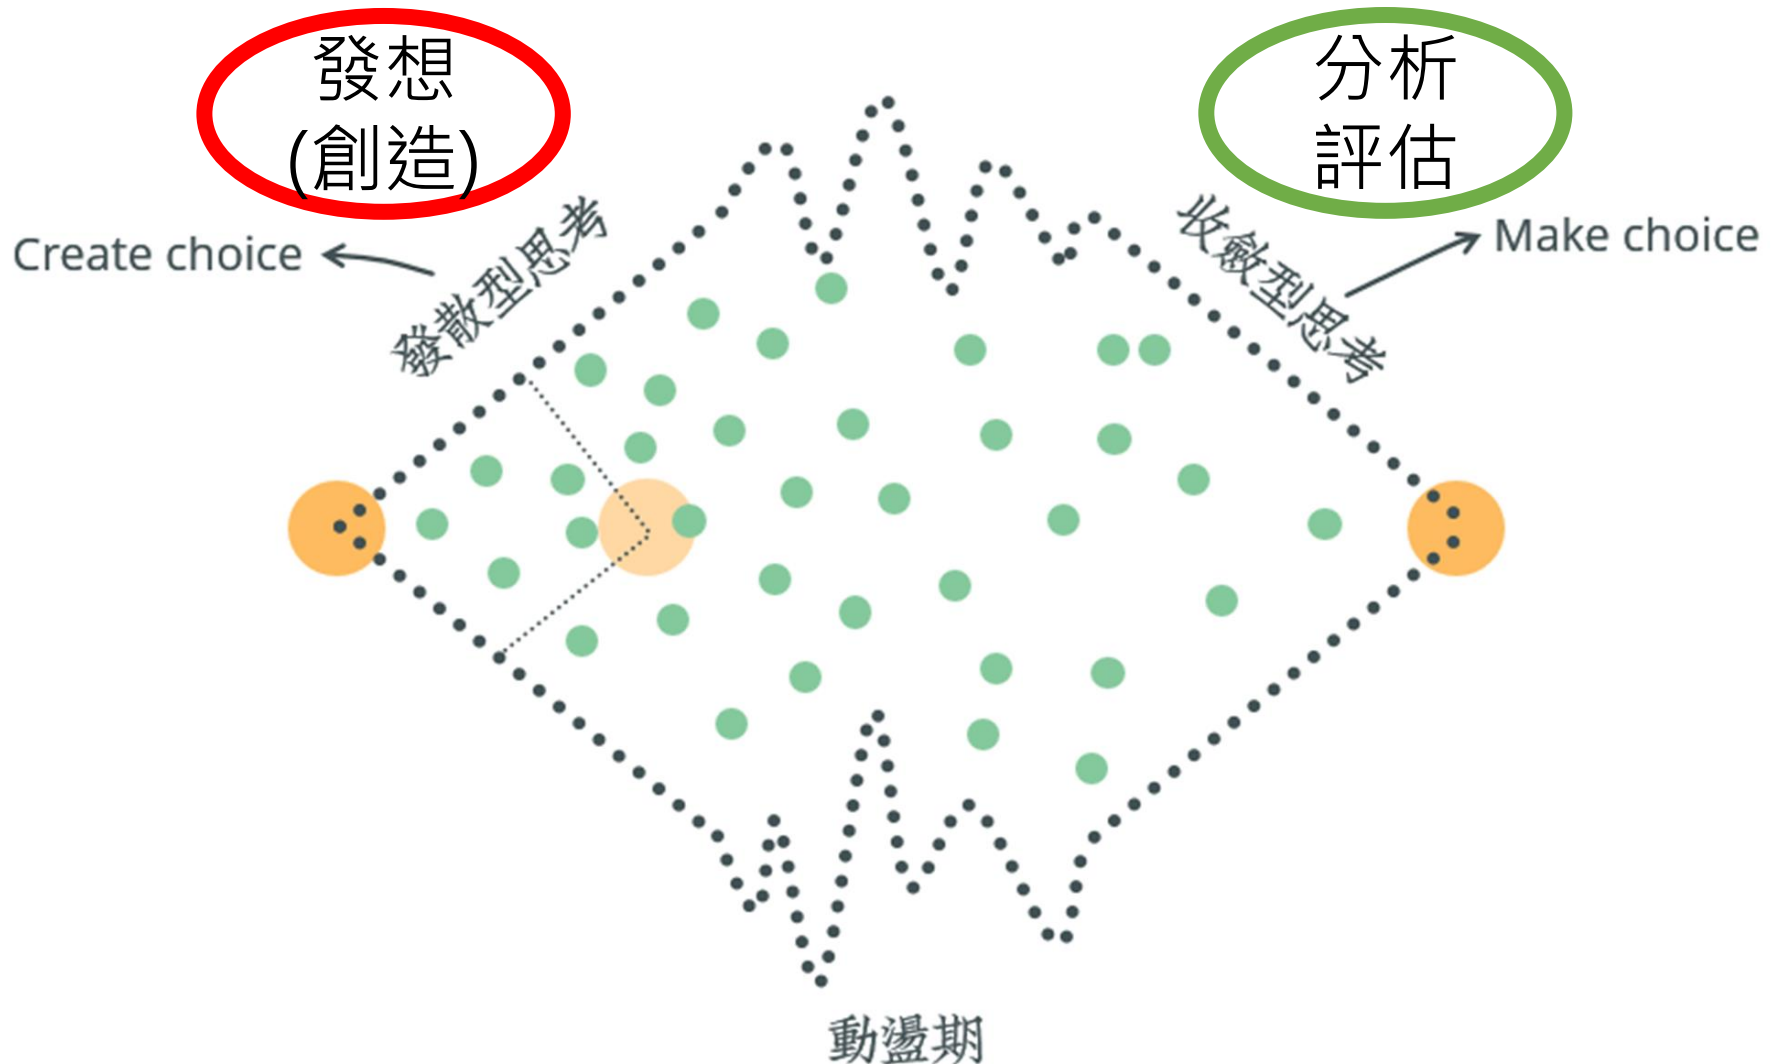 發想
(創造)
分析
評估
Create choice
發散型思考
收斂型思考
Make choice
動盪期